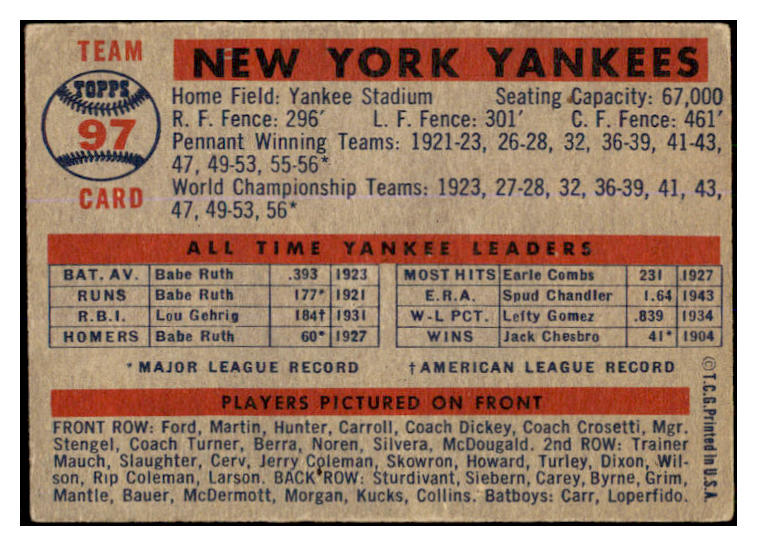 TEAM
TOPPS
97
CARD
NEW YORK YANKEES
Home Field: Yankee Stadium Seating Capacity: 67,000
R. F. Fence: 296′ L. F. Fence: 301′ C. F. Fence: 461′
Pennant Winning Teams: 1921-23, 26-28, 32, 36-39, 41-43,
47, 49-53, 55-56*
World Championship Teams: 1923, 27-28, 32, 36-39, 41, 43,
47, 49-53, 56*
ALL TIME YANKEE LEADERS
BAT. AV. Babe Ruth .393 1923 MOST HITS Earle Combs 231 1927
RUNS Babe Ruth 177* 1921 E.R.A. Spud Chandler 1.64 1943
R.B.I. Lou Gehrig 184† 1931 W-L PCT. Lefty Gomez .839 1934
HOMERS Babe Ruth 60* 1927 WINS Jack Chesbro 41* 1904
*MAJOR LEAGUE RECORD †AMERICAN LEAGUE RECORD
PLAYERS PICTURED ON FRONT
FRONT ROW: Ford, Martin, Hunter, Carroll, Coach Dickey, Coach Crosetti, Mgr.
Stengel, Coach Turner, Berra, Noren, Silvera, McDougald. 2nd ROW: Trainer
Mauch, Slaughter, Cerv, Jerry Coleman, Skowron, Howard, Turley, Dixon, Wil-
son, Rip Coleman, Larson. BACK ROW: Sturdivant, Siebern, Carey, Byrne, Grim,
Mantle, Bauer, McDermott, Morgan, Kucks, Collins. Batboys: Carr, Loperfido.
© T.C.G. Printed in U.S.A.